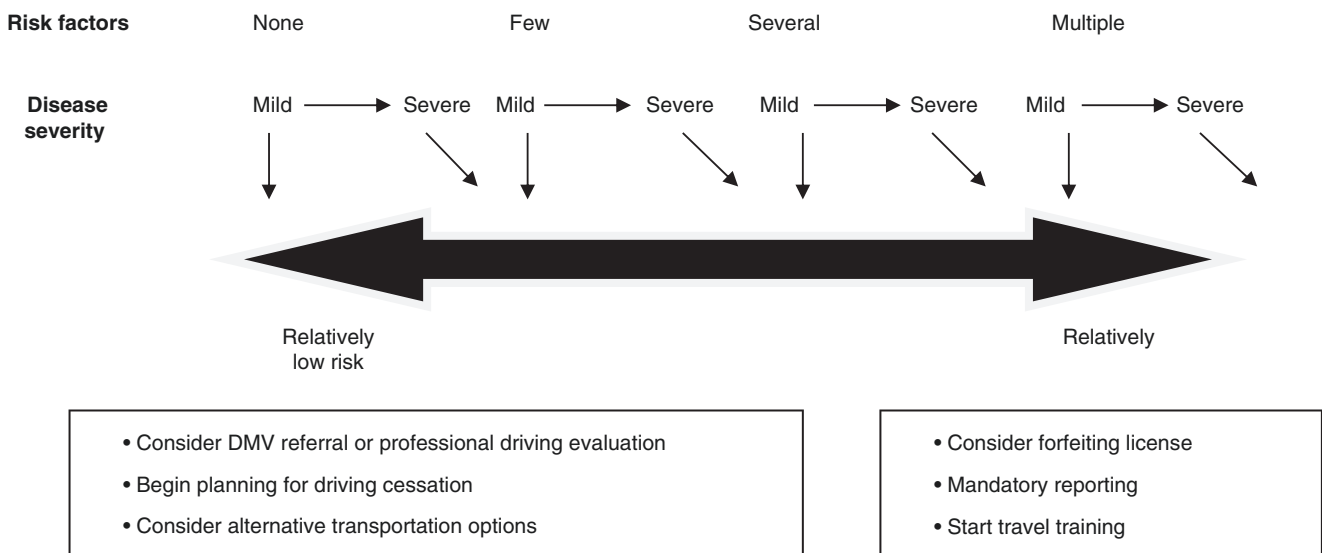 Risk factors None Few Several Multiple
Disease severity Mild Severe Mild Severe Mild Severe Mild Severe
Relatively low risk
Relatively
• Consider DMV referral or professional driving evaluation
• Begin planning for driving cessation
• Consider alternative transportation options
• Consider forfeiting license
• Mandatory reporting
• Start travel training